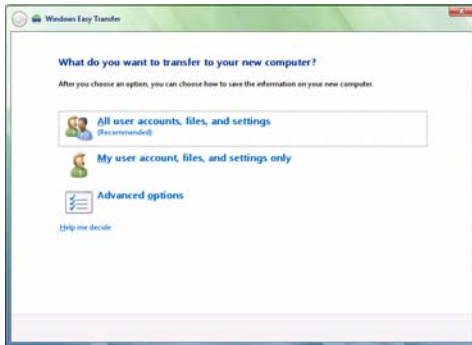 Windows Easy Transfer
What do you want to transfer to your new computer?
After you choose an option, you can choose how to save the information on your new computer.
All user accounts, files, and settings
(Recommended)
My user account, files, and settings only
Advanced options
Help me decide